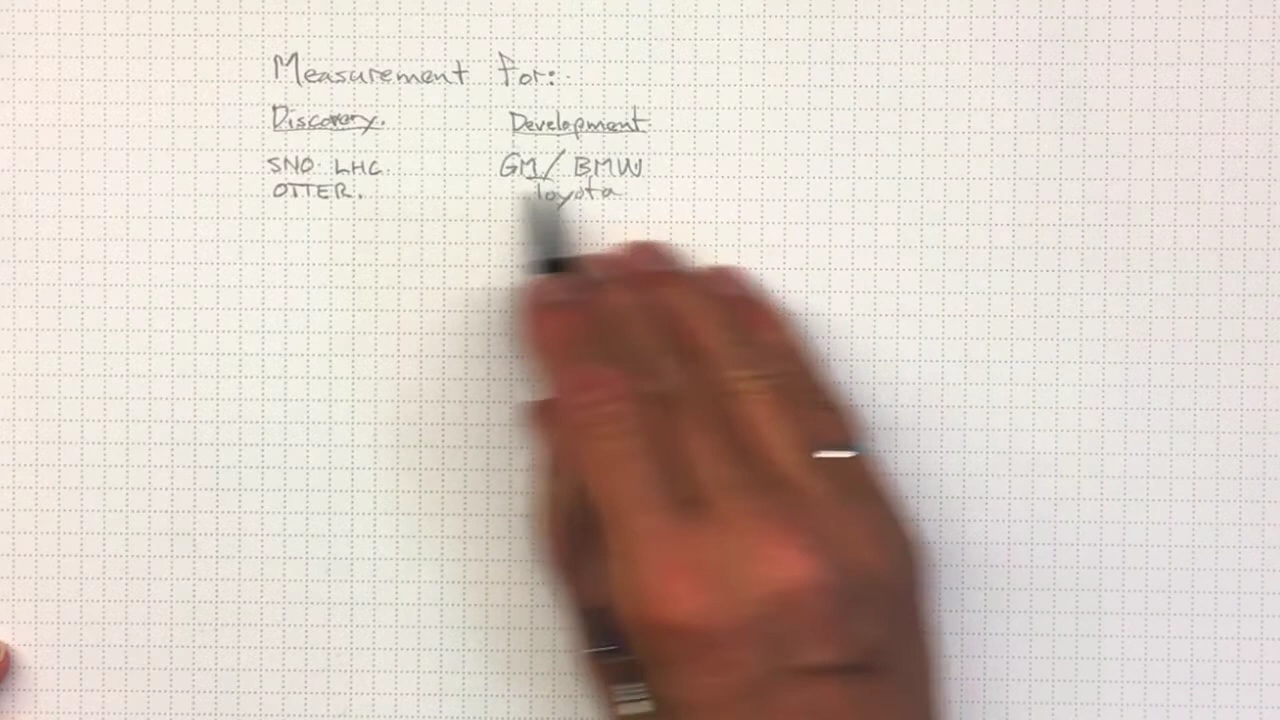 Measurement for:
Discovery. Development
SNO LHC. GM/ BMW
OTTER. Toyota